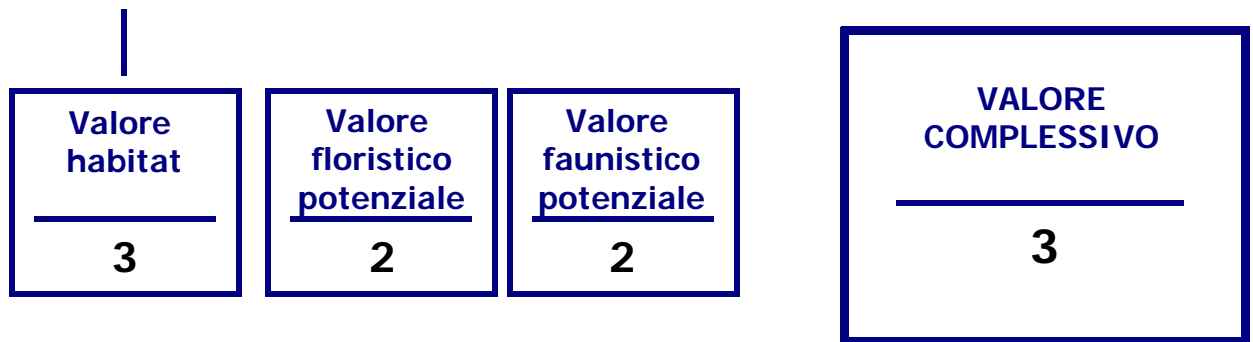 Valore
habitat
3
Valore
floristico
potenziale
2
Valore
faunistico
potenziale
2
VALORE
COMPLESSIVO
3